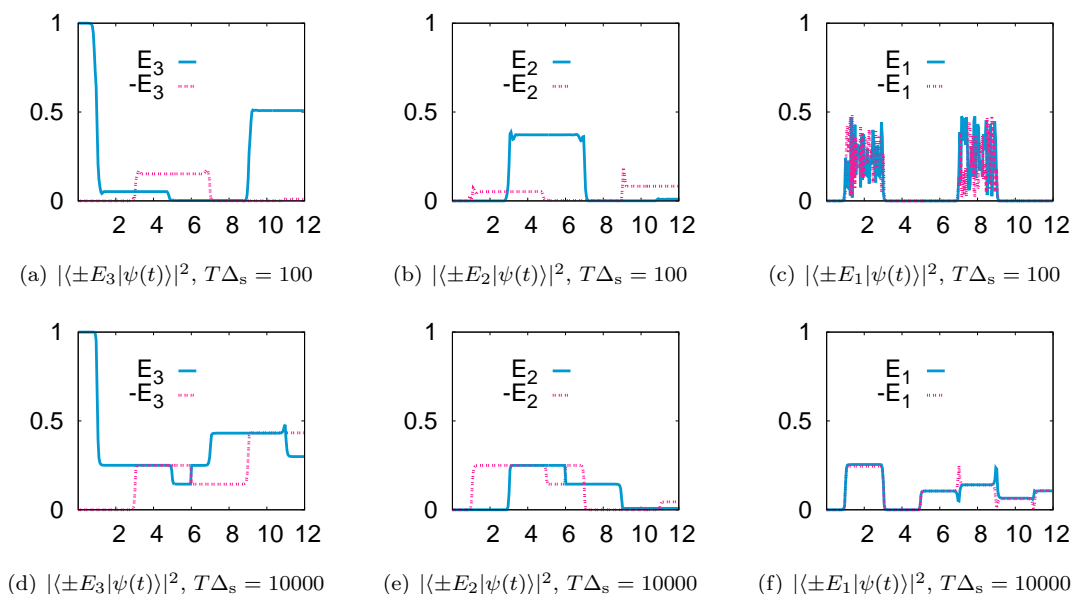 1
0.5
0
E3
-E3
2 4 6 8 10 12
(a) |⟨±E3|ψ(t)⟩|², TΔs = 100
1
0.5
0
E2
-E2
2 4 6 8 10 12
(b) |⟨±E2|ψ(t)⟩|², TΔs = 100
1
0.5
0
E1
-E1
2 4 6 8 10 12
(c) |⟨±E1|ψ(t)⟩|², TΔs = 100
1
0.5
0
E3
-E3
2 4 6 8 10 12
(d) |⟨±E3|ψ(t)⟩|², TΔs = 10000
1
0.5
0
E2
-E2
2 4 6 8 10 12
(e) |⟨±E2|ψ(t)⟩|², TΔs = 10000
1
0.5
0
E1
-E1
2 4 6 8 10 12
(f) |⟨±E1|ψ(t)⟩|², TΔs = 10000